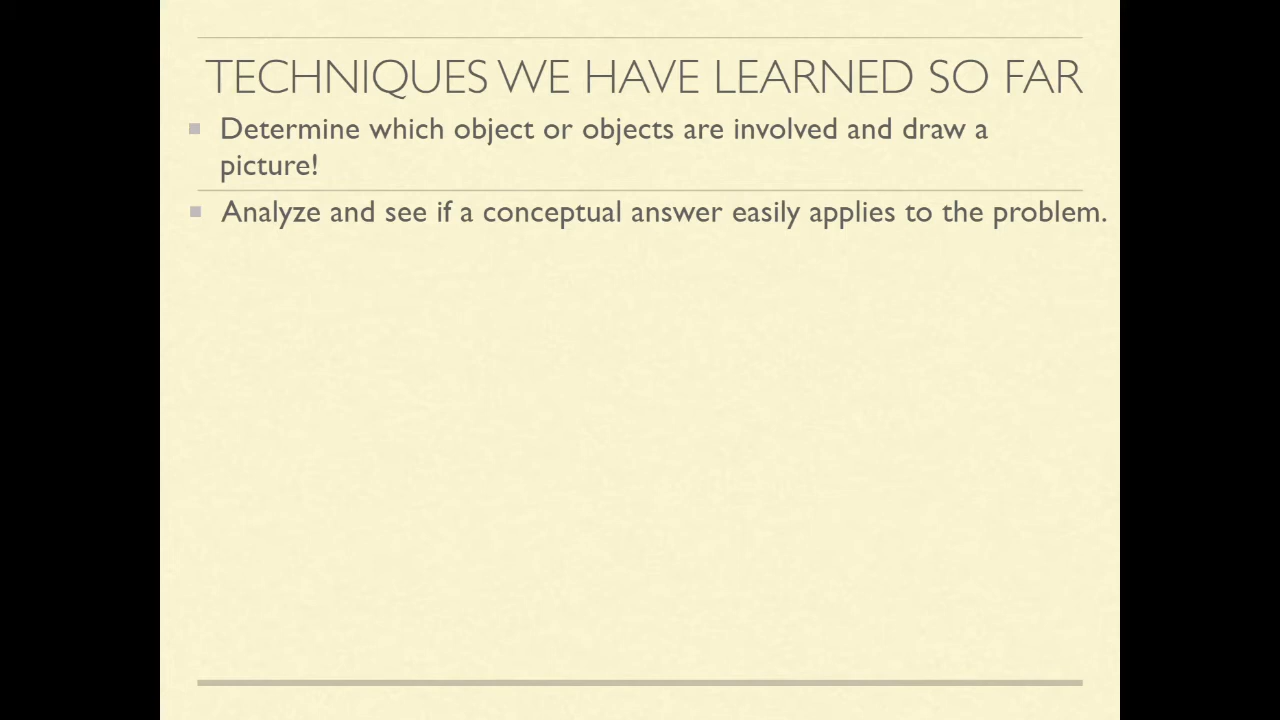 TECHNIQUES WE HAVE LEARNED SO FAR
Determine which object or objects are involved and draw a
picture!
Analyze and see if a conceptual answer easily applies to the problem.